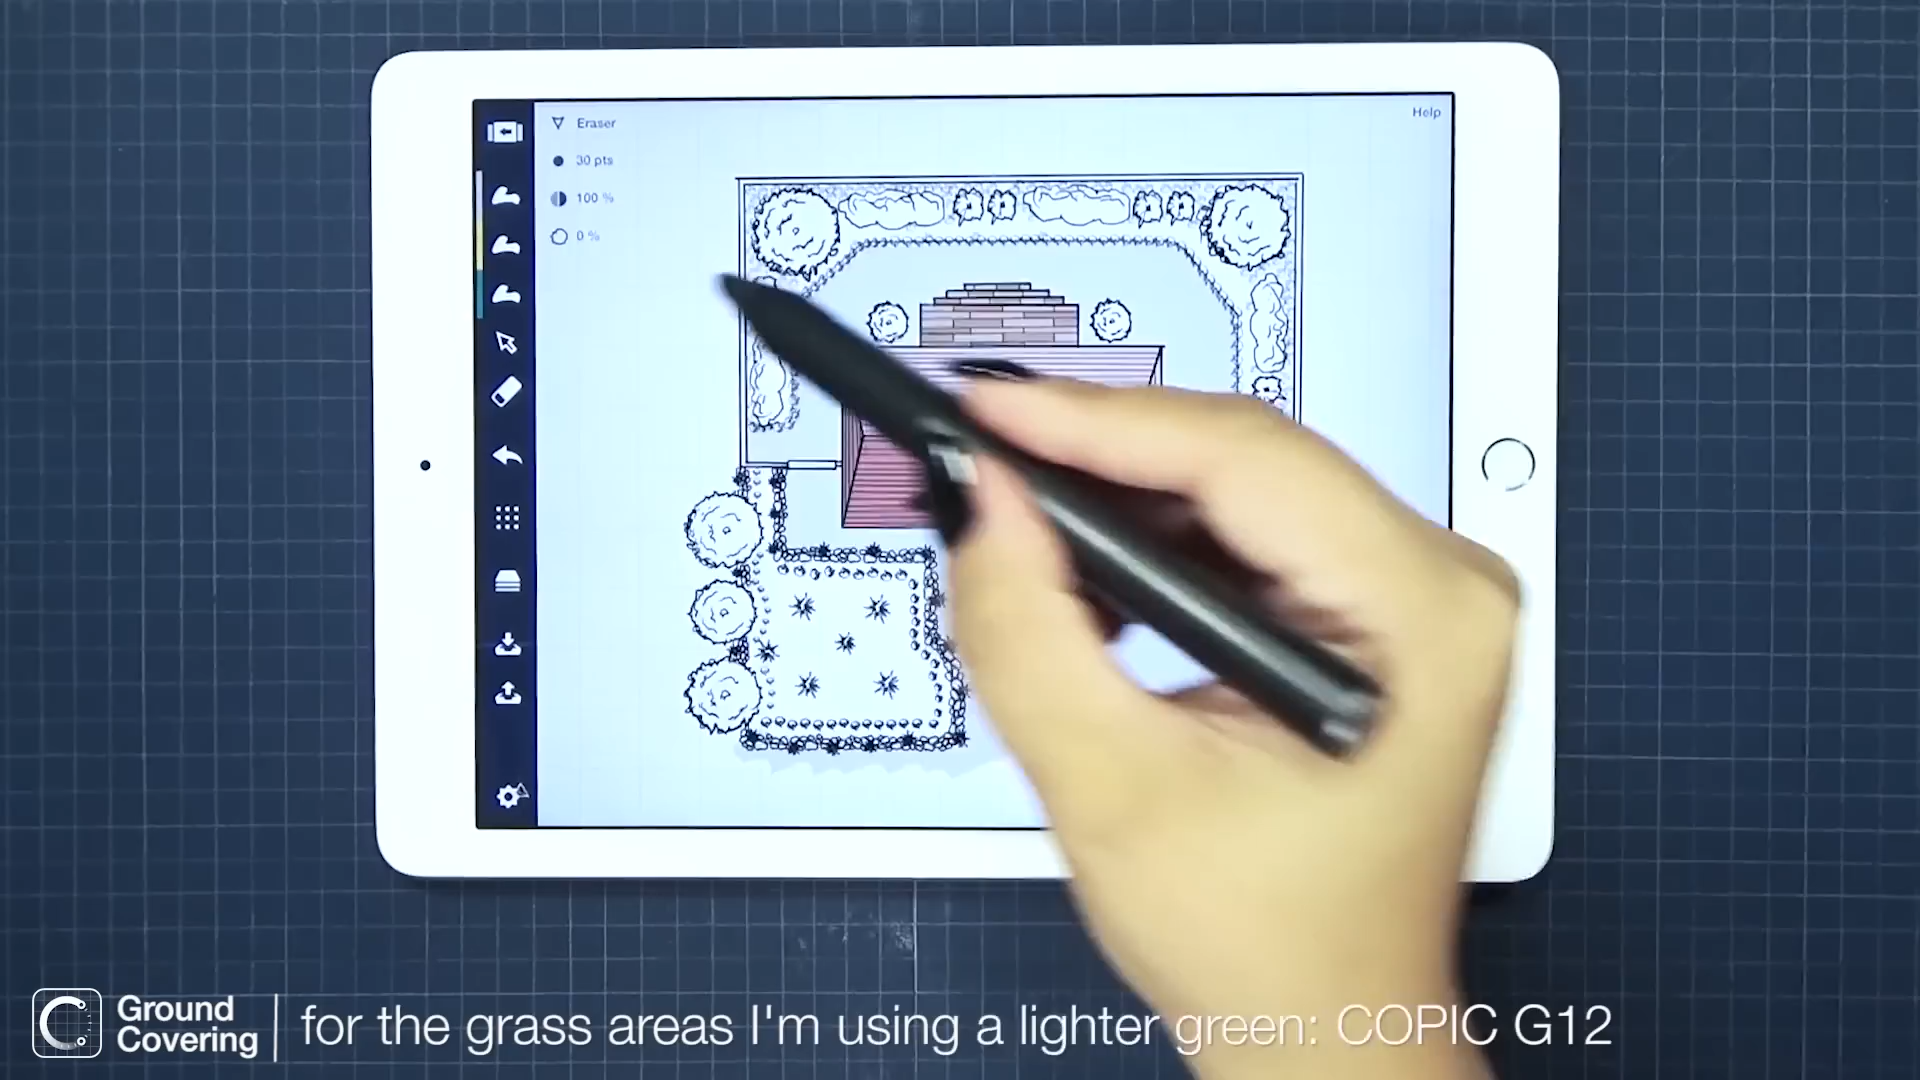 Eraser
30 pts
100 %
0 %
Help
Ground
Covering
for the grass areas I'm using a lighter green: COPIC G12